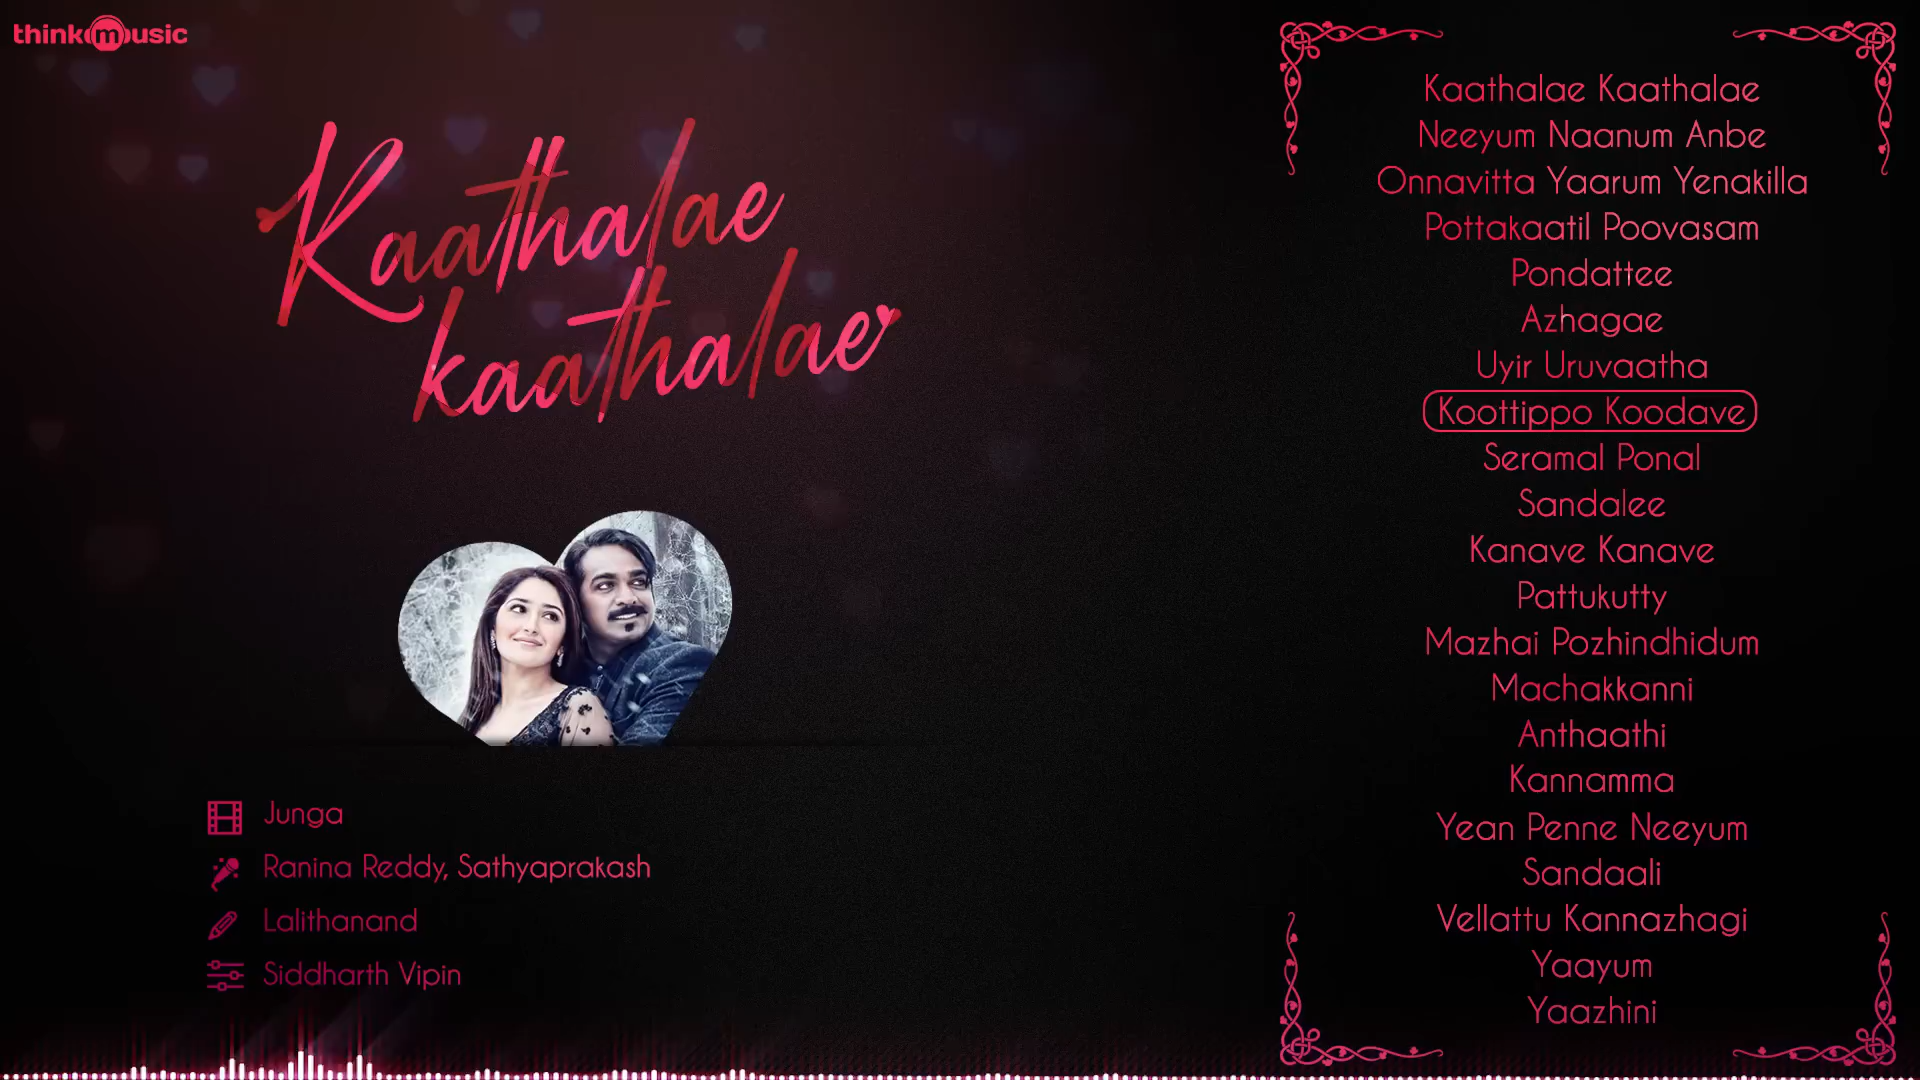 thinkmusic
Kaathalae
kaathalae
Junga
Ranina Reddy, Sathyaprakash
Lalithanand
Siddharth Vipin
Kaathalae Kaathalae
Neeyum Naanum Anbe
Onnavitta Yaarum Yenakilla
Pottakaatil Poovasam
Pondattee
Azhagae
Uyir Uruvaatha
Koottippo Koodave
Seramal Ponal
Sandalee
Kanave Kanave
Pattukutty
Mazhai Pozhindhidum
Machakkanni
Anthaathi
Kannamma
Yean Penne Neeyum
Sandaali
Vellattu Kannazhagi
Yaayum
Yaazhini